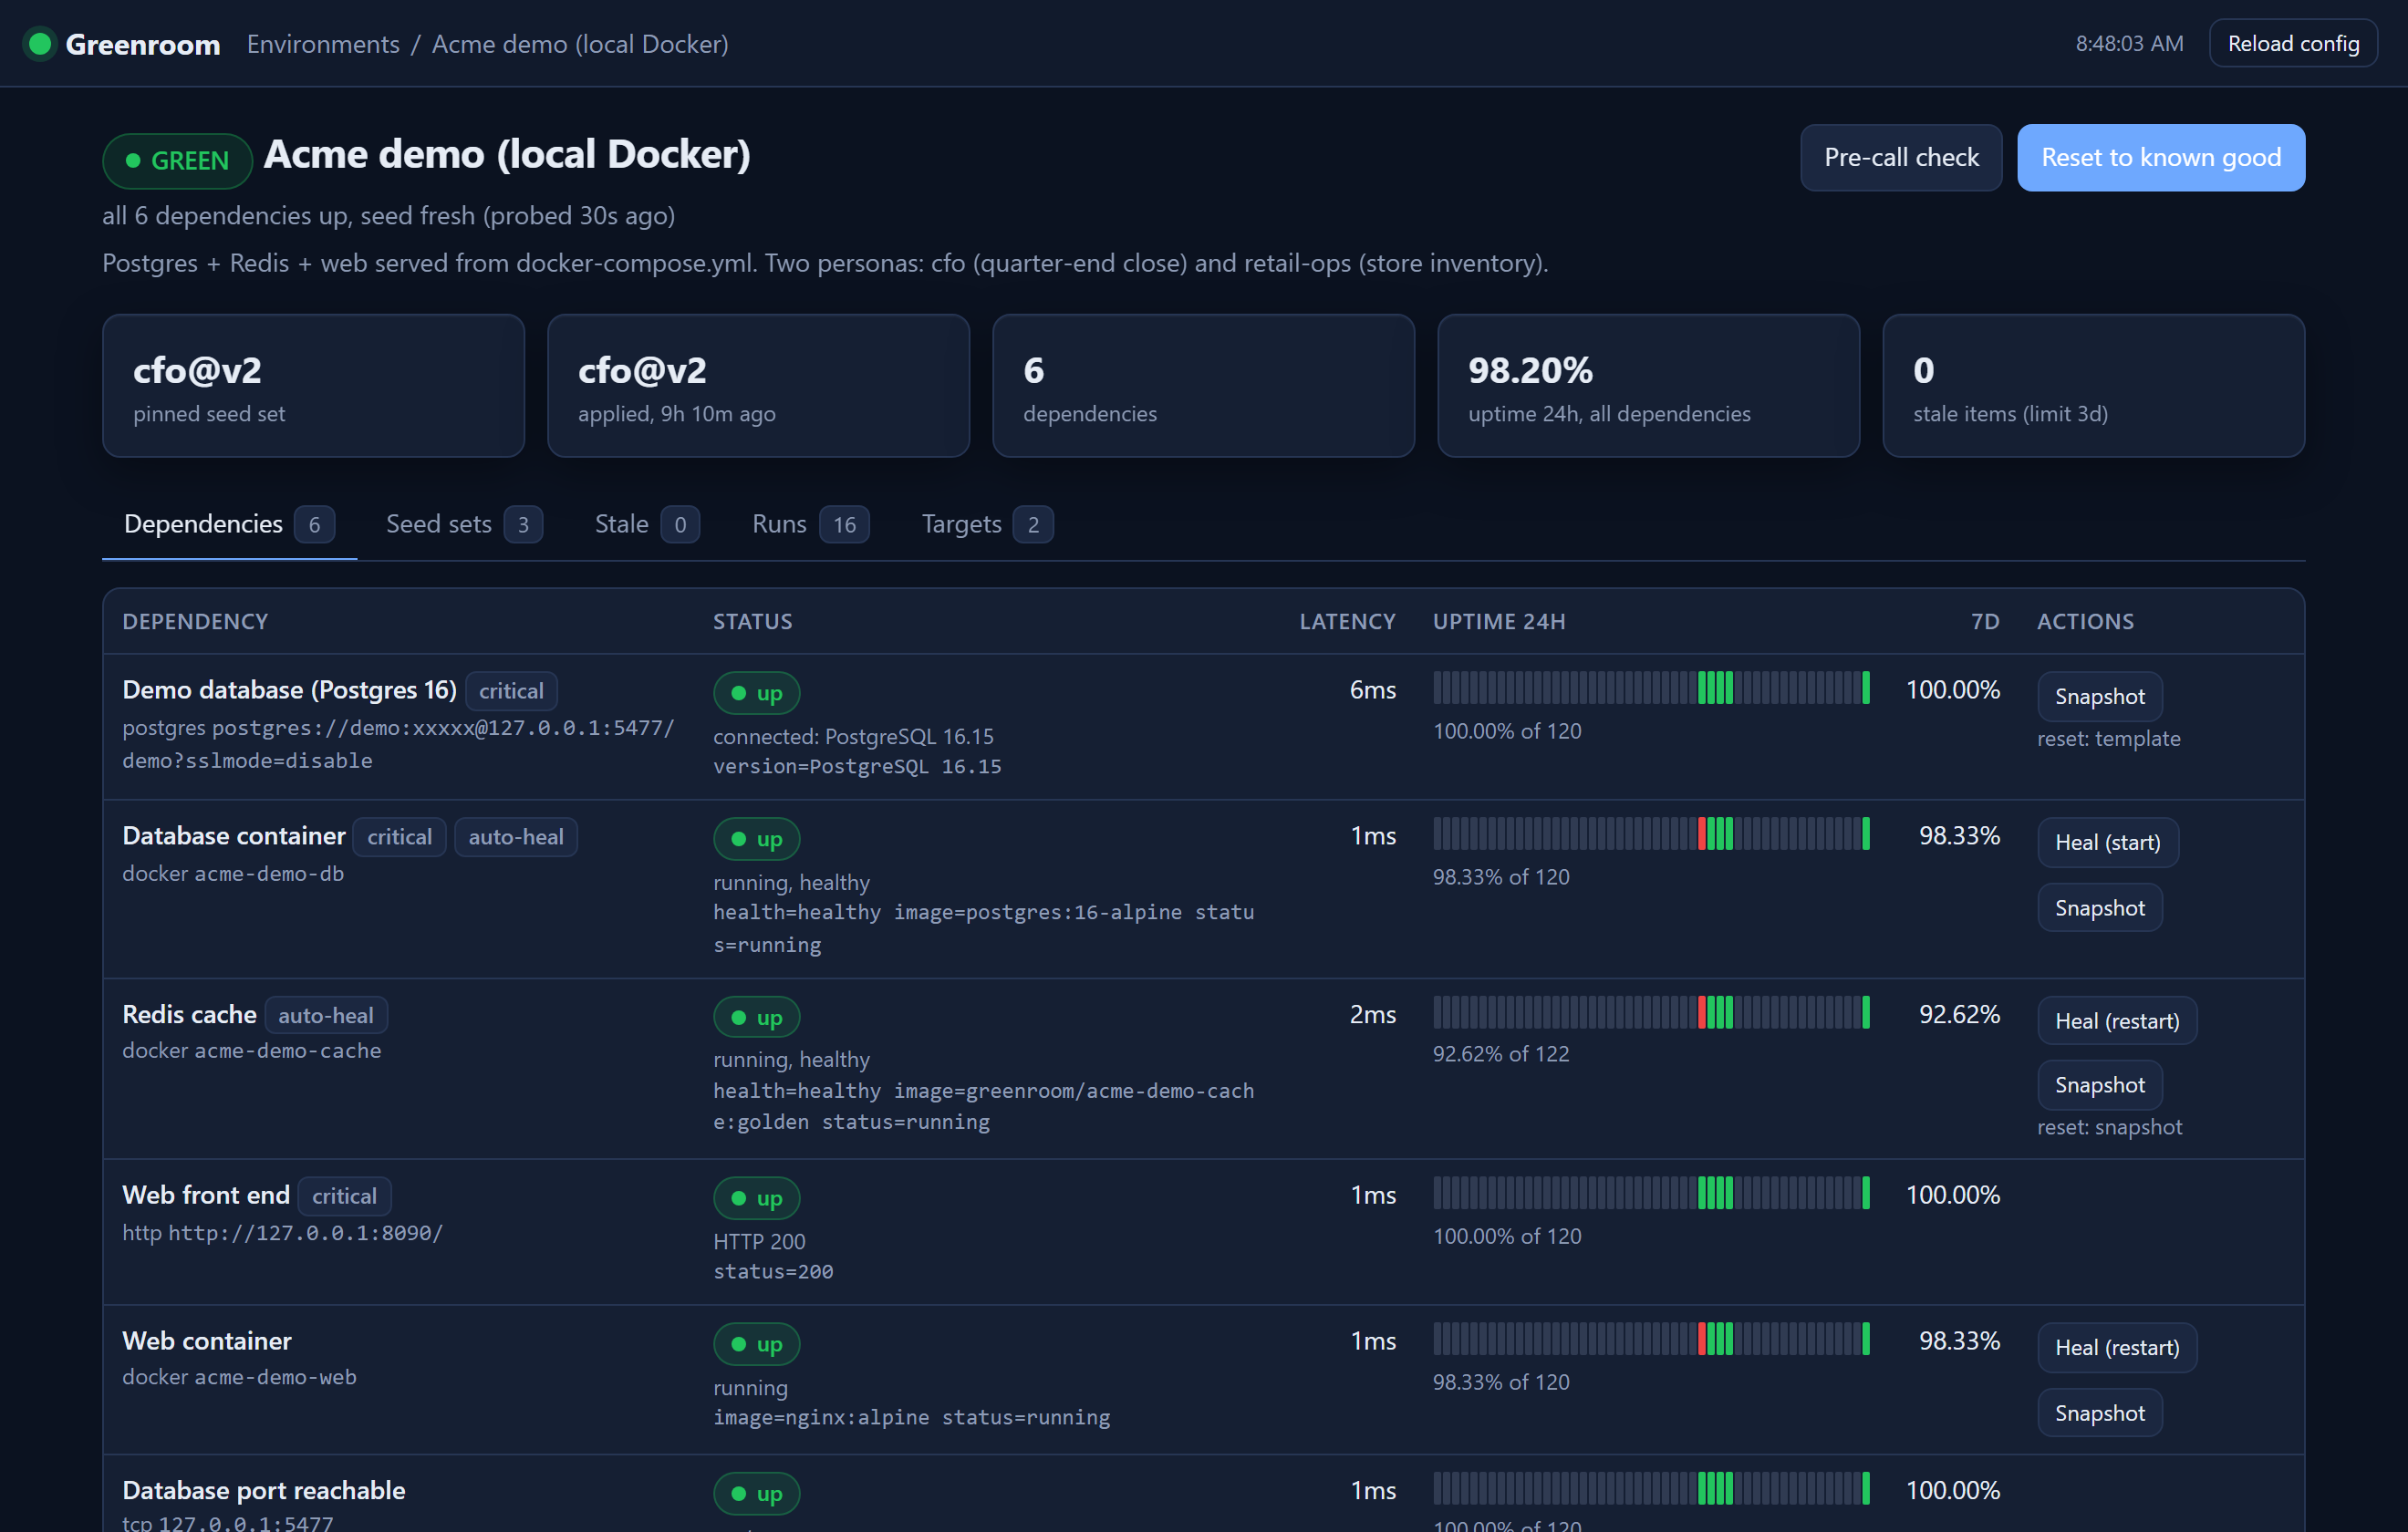 Greenroom Environments / Acme demo (local Docker) 8:48:03 AM Reload config
GREEN Acme demo (local Docker) Pre-call check Reset to known good
all 6 dependencies up, seed fresh (probed 30s ago)
Postgres + Redis + web served from docker-compose.yml. Two personas: cfo (quarter-end close) and retail-ops (store inventory).
cfo@v2
pinned seed set
cfo@v2
applied, 9h 10m ago
6
dependencies
98.20%
uptime 24h, all dependencies
0
stale items (limit 3d)
Dependencies 6 Seed sets 3 Stale 0 Runs 16 Targets 2
DEPENDENCY STATUS LATENCY UPTIME 24H 7D ACTIONS
Demo database (Postgres 16) critical
postgres postgres://demo:xxxxx@127.0.0.1:5477/
demo?sslmode=disable
up
connected: PostgreSQL 16.15
version=PostgreSQL 16.15
6ms
100.00% of 120
100.00%
Snapshot
reset: template
Database container critical auto-heal
docker acme-demo-db
up
running, healthy
health=healthy image=postgres:16-alpine statu
s=running
1ms
98.33% of 120
98.33%
Heal (start)
Snapshot
Redis cache auto-heal
docker acme-demo-cache
up
running, healthy
health=healthy image=greenroom/acme-demo-cach
e:golden status=running
2ms
92.62% of 122
92.62%
Heal (restart)
Snapshot
reset: snapshot
Web front end critical
http http://127.0.0.1:8090/
up
HTTP 200
status=200
1ms
100.00% of 120
100.00%
Web container
docker acme-demo-web
up
running
image=nginx:alpine status=running
1ms
98.33% of 120
98.33%
Heal (restart)
Snapshot
Database port reachable
tcp 127.0.0.1:5477
up
1ms
100.00% of 120
100.00%